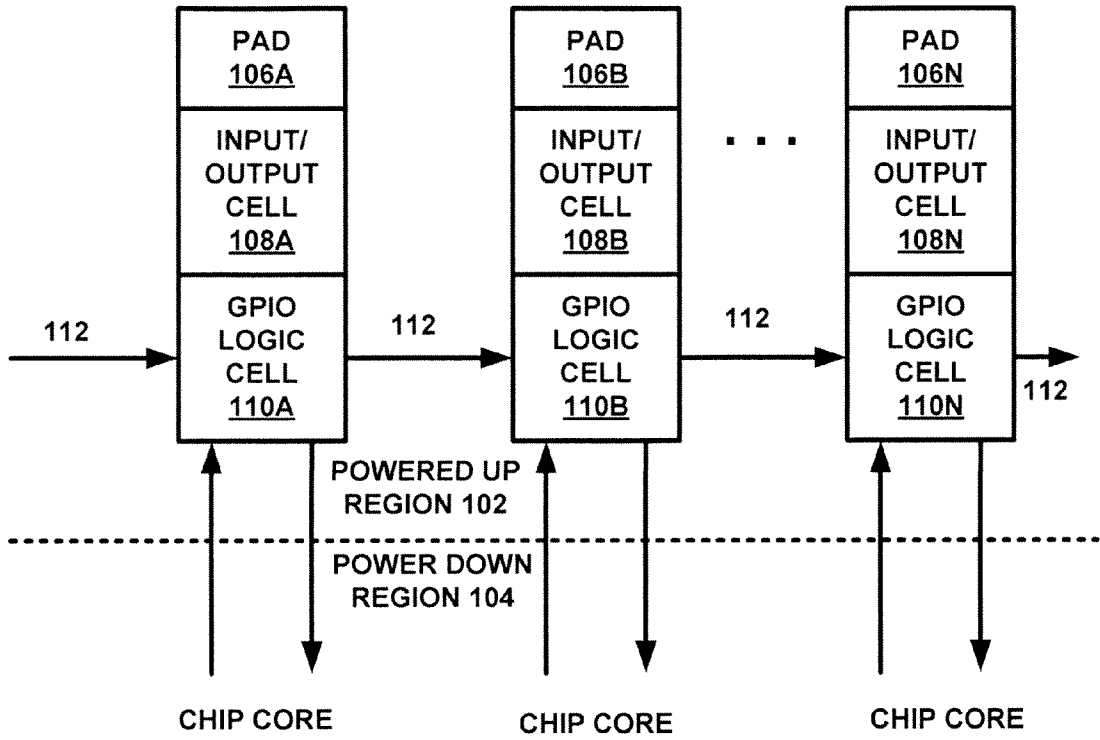 PAD
106A
INPUT/
OUTPUT
CELL
108A
GPIO
LOGIC
CELL
110A
PAD
106B
INPUT/
OUTPUT
CELL
108B
GPIO
LOGIC
CELL
110B
. . .
PAD
106N
INPUT/
OUTPUT
CELL
108N
GPIO
LOGIC
CELL
110N
112
112
112
112
POWERED UP
REGION 102
POWER DOWN
REGION 104
CHIP CORE
CHIP CORE
CHIP CORE